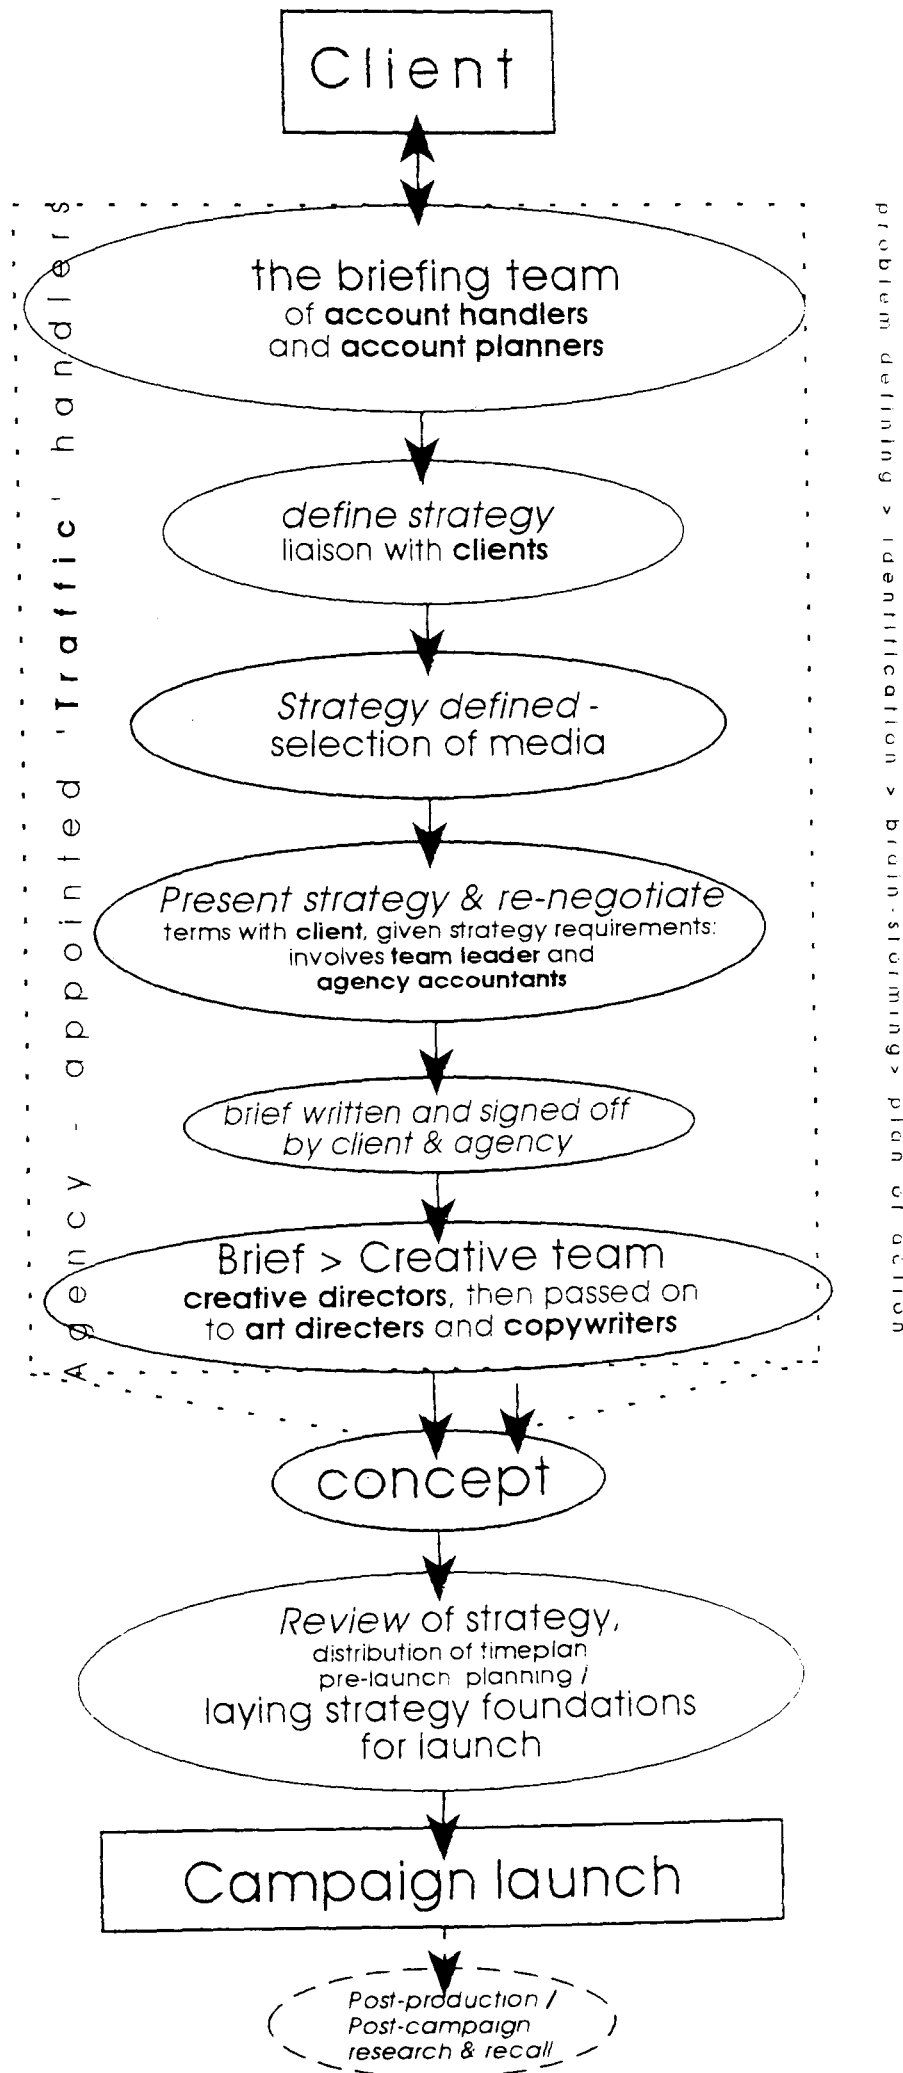 Client
the briefing team
of account handlers
and account planners
define strategy
liaison with clients
Strategy defined -
selection of media
Present strategy & re-negotiate
terms with client, given strategy requirements:
involves team leader and
agency accountants
brief written and signed off
by client & agency
Brief > Creative team
creative directors, then passed on
to art directers and copywriters
concept
Review of strategy,
distribution of timeplan
pre-launch planning /
laying strategy foundations
for launch
Campaign launch
Post-production /
Post-campaign
research & recall
Agency - appointed 'Traffic' handlers
problem defining > identification > brain-storming > plan of action